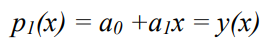 p₁(x) = a₀ +a₁x = y(x)